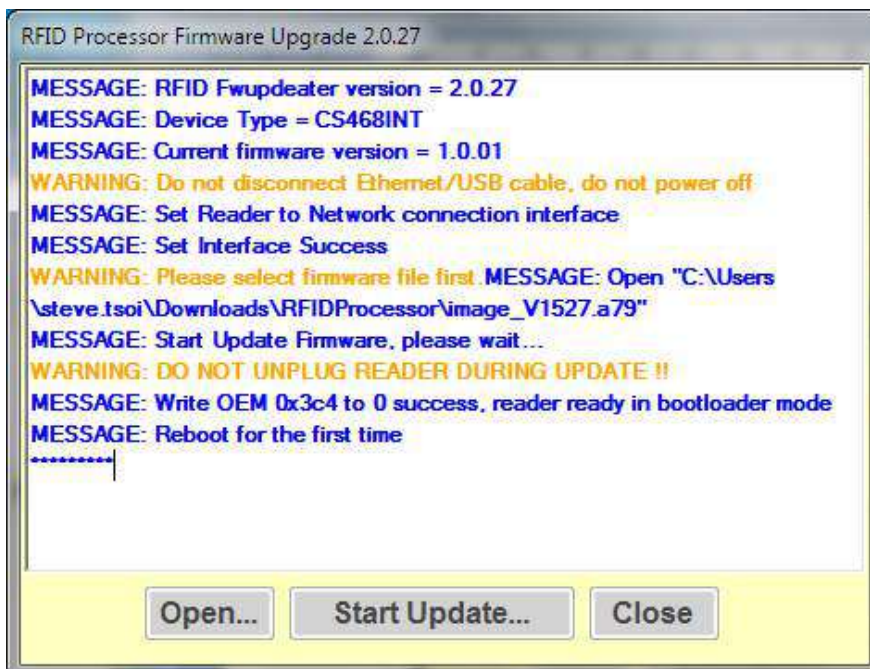 RFID Processor Firmware Upgrade 2.0.27
MESSAGE: RFID Fwupdeater version = 2.0.27
MESSAGE: Device Type = CS468INT
MESSAGE: Current firmware version = 1.0.01
WARNING: Do not disconnect Ethernet/USB cable, do not power off
MESSAGE: Set Reader to Network connection interface
MESSAGE: Set Interface Success
WARNING: Please select firmware file first.MESSAGE: Open "C:\Users
\steve.tsoi\Downloads\RFIDProcessor\image_V1527.a79"
MESSAGE: Start Update Firmware, please wait...
WARNING: DO NOT UNPLUG READER DURING UPDATE !!
MESSAGE: Write OEM 0x3c4 to 0 success, reader ready in bootloader mode
MESSAGE: Reboot for the first time
*********
Open... Start Update... Close